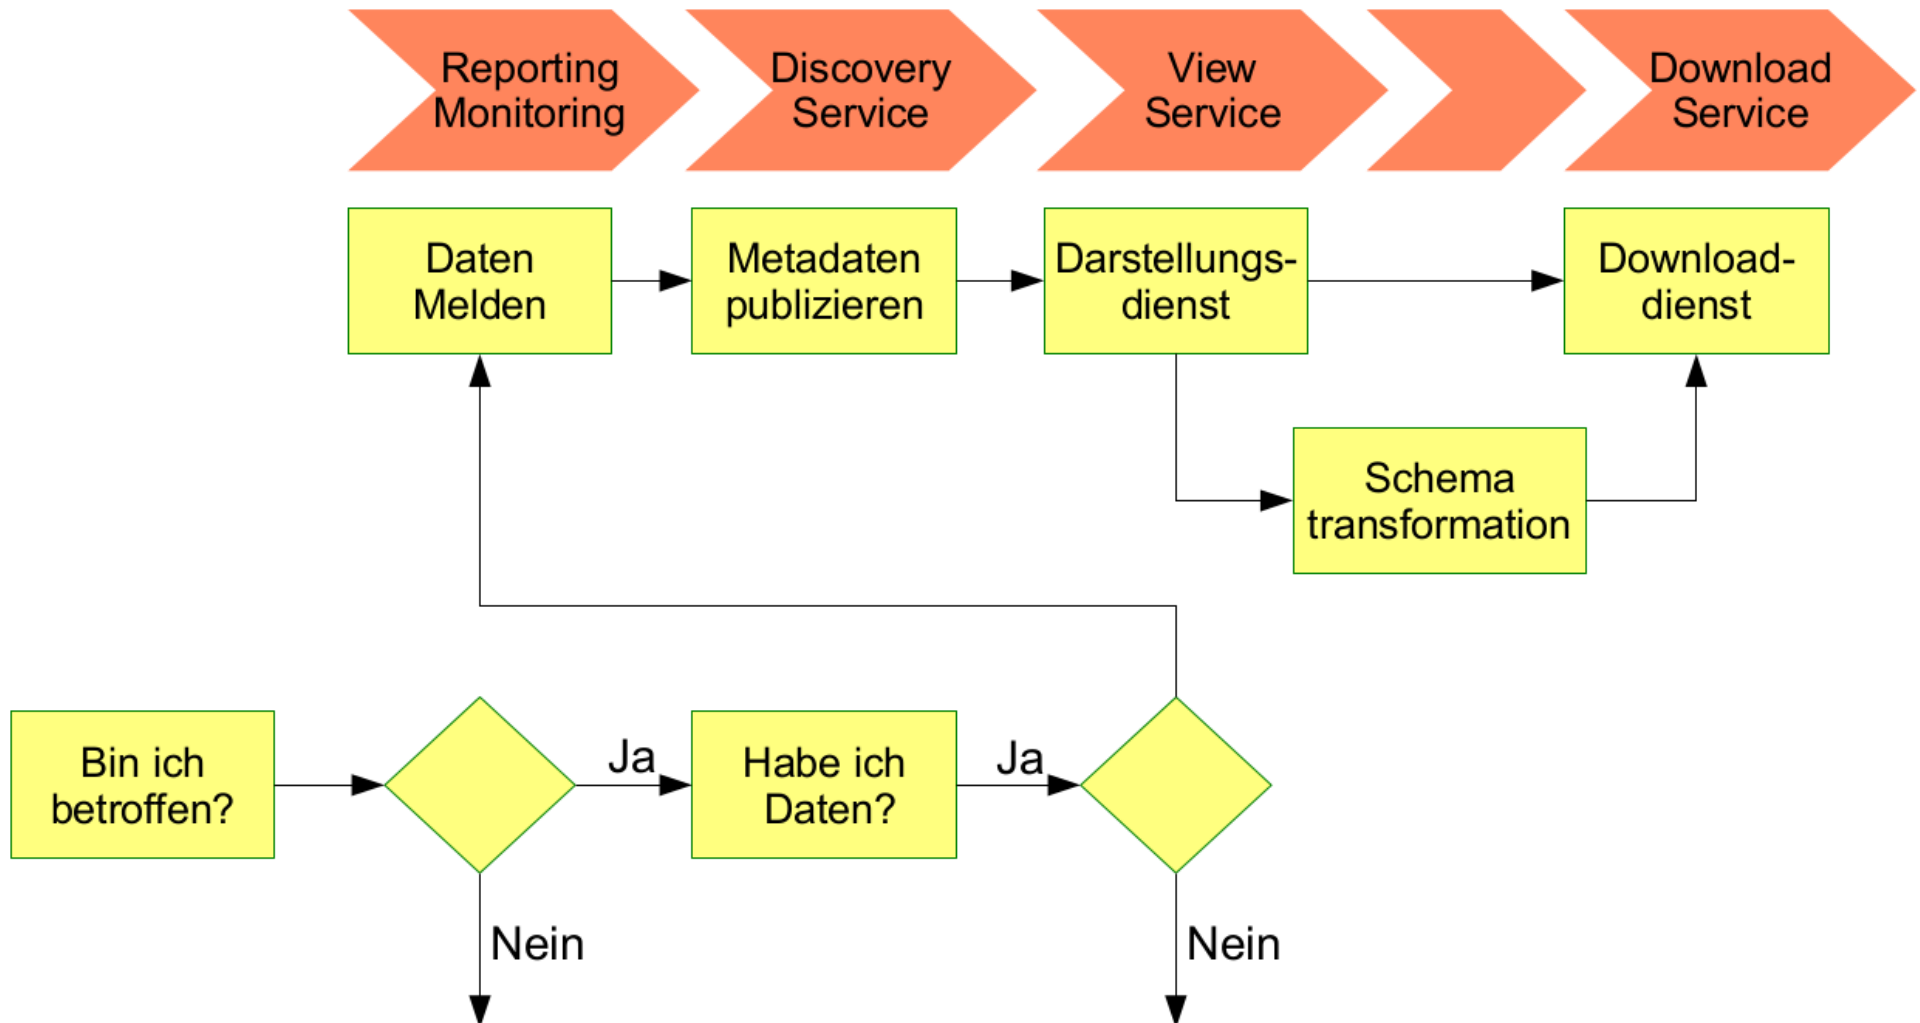 Reporting
Monitoring
Discovery
Service
View
Service
Download
Service
Daten
Melden
Metadaten
publizieren
Darstellungs-
dienst
Download-
dienst
Schema
transformation
Bin ich
betroffen?
Ja
Habe ich
Daten?
Ja
Nein
Nein